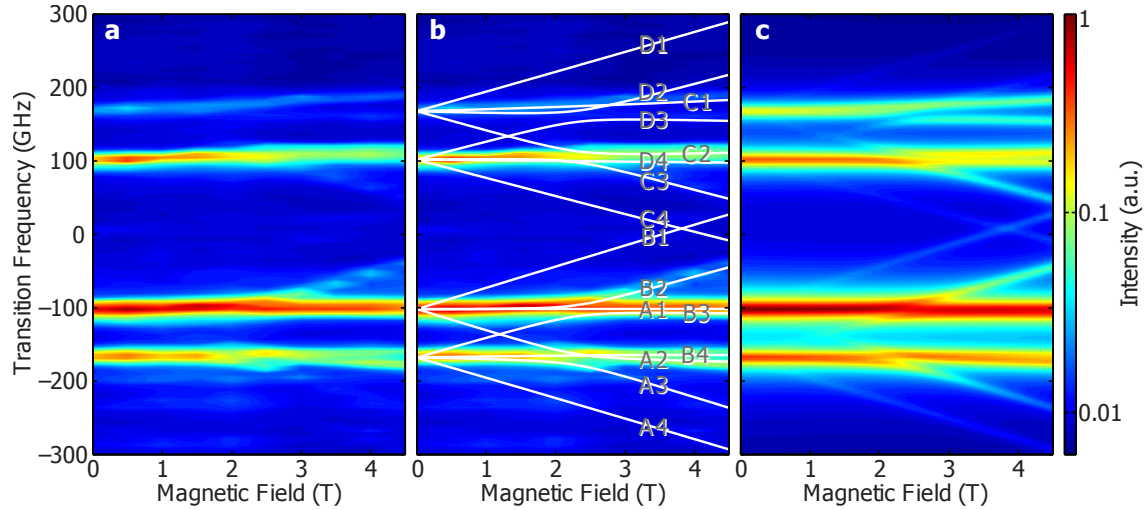 a
b
c
Transition Frequency (GHz)
300
200
100
0
−100
−200
−300
D1
D2
C1
D3
C2
D4
C3
C4
B1
B2
A1
B3
B4
A2
A3
A4
0 1 2 3 4
0 1 2 3 4
0 1 2 3 4
Magnetic Field (T)
Magnetic Field (T)
Magnetic Field (T)
1
0.1
0.01
Intensity (a.u.)